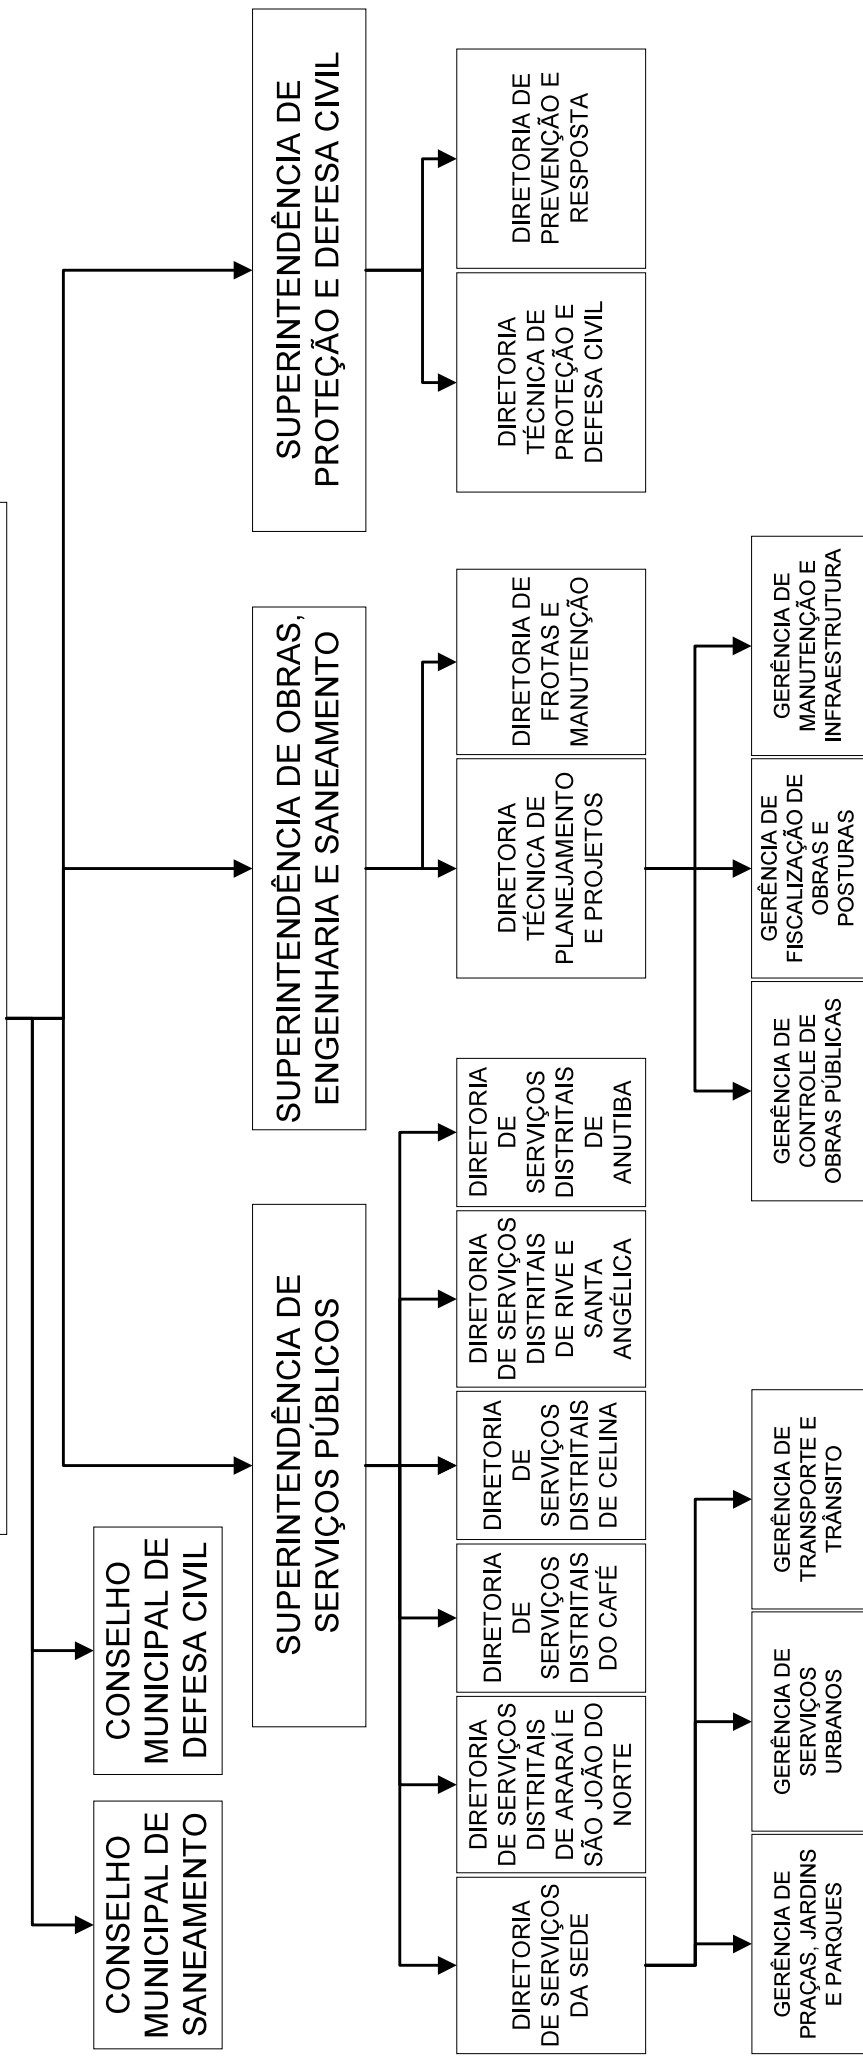 CONSELHO
MUNICIPAL DE
SANEAMENTO
CONSELHO
MUNICIPAL DE
DEFESA CIVIL
SUPERINTENDÊNCIA DE
SERVIÇOS PÚBLICOS
SUPERINTENDÊNCIA DE OBRAS,
ENGENHARIA E SANEAMENTO
SUPERINTENDÊNCIA DE
PROTEÇÃO E DEFESA CIVIL
DIRETORIA
DE SERVIÇOS
DA SEDE
DIRETORIA
DE SERVIÇOS
DISTRITAIS
DE ARARAÍ E
SÃO JOÃO DO
NORTE
DIRETORIA
DE
SERVIÇOS
DISTRITAIS
DO CAFÉ
DIRETORIA
DE
SERVIÇOS
DISTRITAIS
DE CELINA
DIRETORIA
DE SERVIÇOS
DISTRITAIS
DE RIVE E
SANTA
ANGÉLICA
DIRETORIA
DE
SERVIÇOS
DISTRITAIS
DE
ANUTIBA
DIRETORIA
TÉCNICA DE
PLANEJAMENTO
E PROJETOS
DIRETORIA DE
FROTAS E
MANUTENÇÃO
DIRETORIA
TÉCNICA DE
PROTEÇÃO E
DEFESA CIVIL
DIRETORIA DE
PREVENÇÃO E
RESPOSTA
GERÊNCIA DE
PRAÇAS, JARDINS
E PARQUES
GERÊNCIA DE
SERVIÇOS
URBANOS
GERÊNCIA DE
TRANSPORTE E
TRÂNSITO
GERÊNCIA DE
CONTROLE DE
OBRAS PÚBLICAS
GERÊNCIA DE
FISCALIZAÇÃO DE
OBRAS E
POSTURAS
GERÊNCIA DE
MANUTENÇÃO E
INFRAESTRUTURA